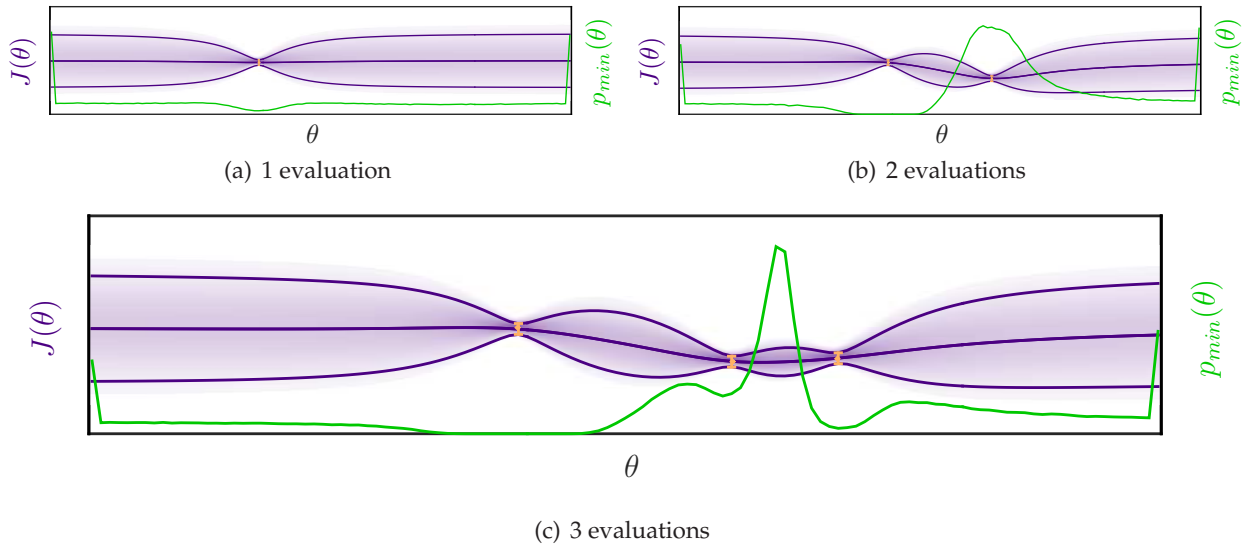 J(θ)
p_min(θ)
θ
(a) 1 evaluation
J(θ)
p_min(θ)
θ
(b) 2 evaluations
J(θ)
p_min(θ)
θ
(c) 3 evaluations